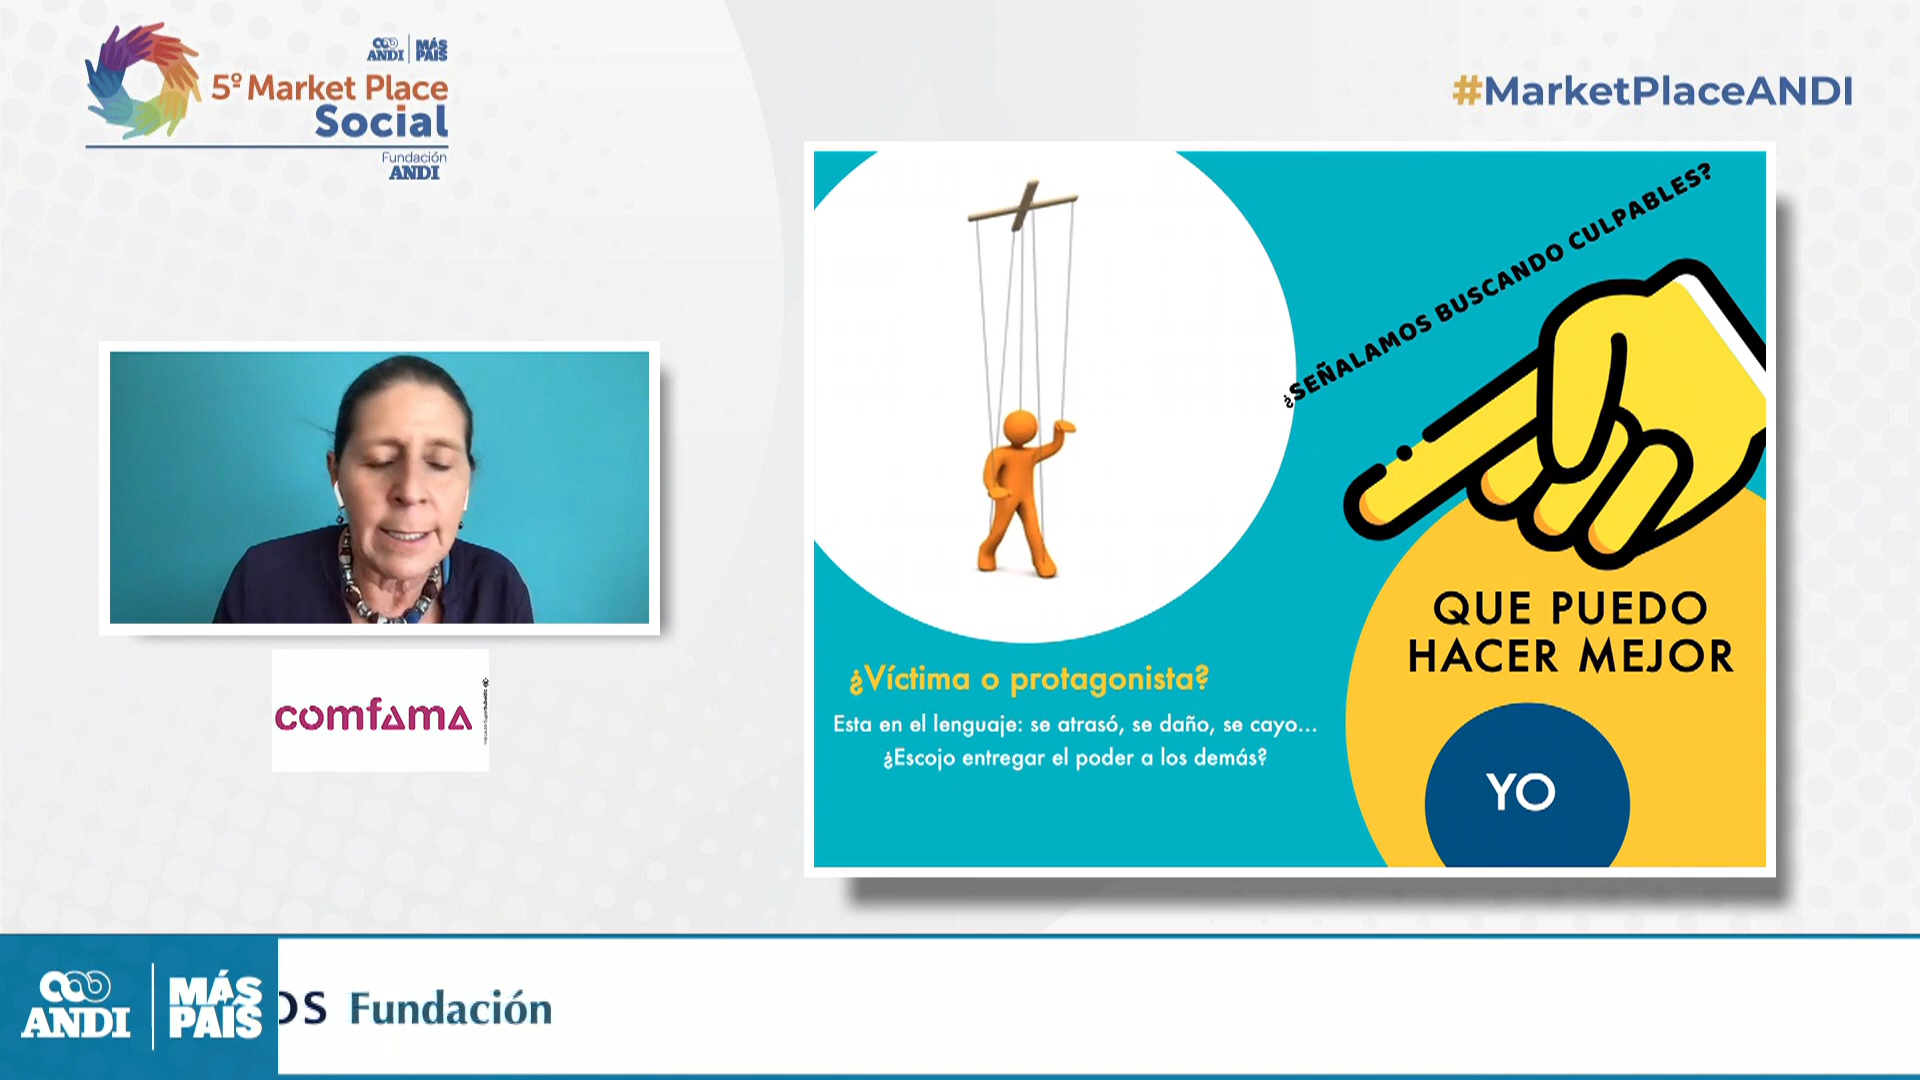 ANDI
MÁS
PAÍS
5º Market Place
Social
Fundación
ANDI
#MarketPlaceANDI
¿SEÑALAMOS BUSCANDO CULPABLES?
QUE PUEDO
HACER MEJOR
YO
¿Víctima o protagonista?
Esta en el lenguaje: se atrasó, se daño, se cayo...
¿Escojo entregar el poder a los demás?
comfama
ANDI
MÁS
PAÍS
OS Fundación